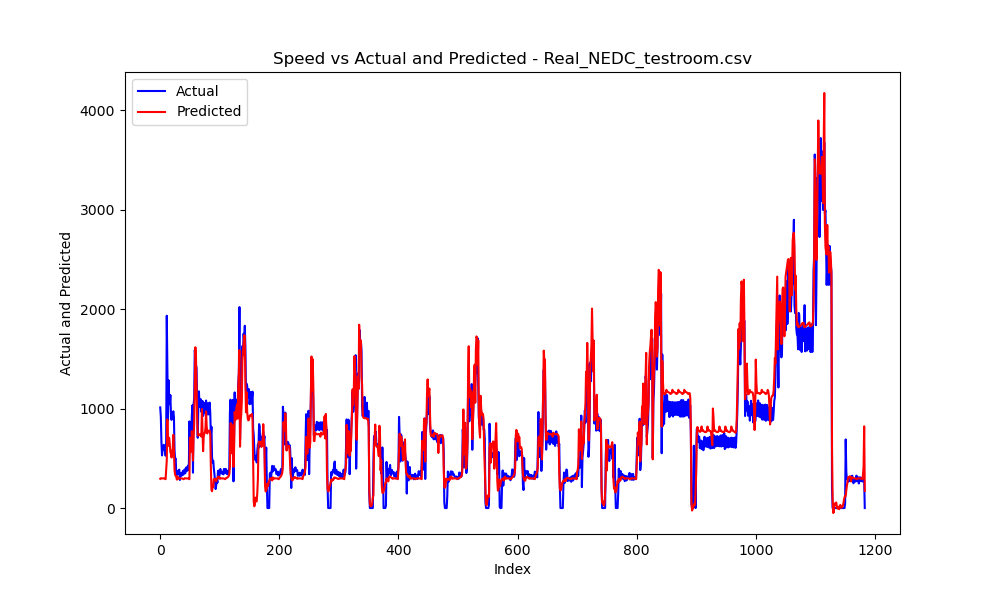 Speed vs Actual and Predicted - Real_NEDC_testroom.csv
Actual
Predicted
4000
3000
2000
1000
0
Actual and Predicted
0 200 400 600 800 1000 1200
Index